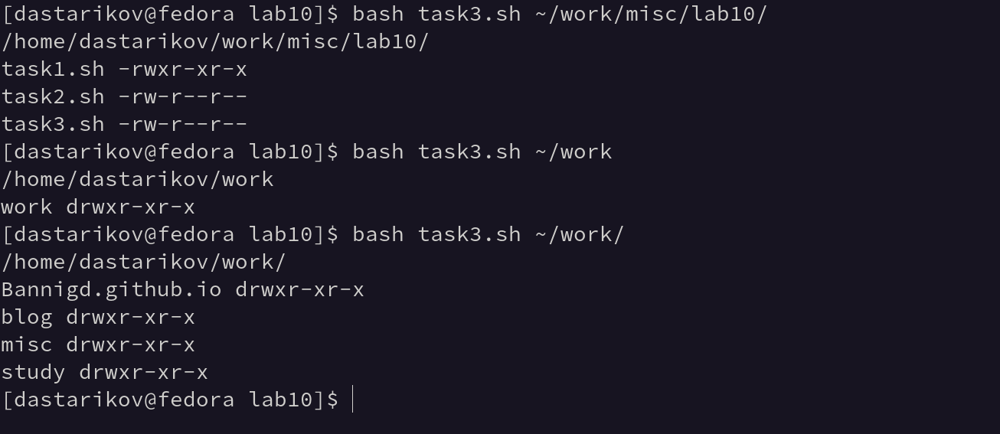 [dastarikov@fedora lab10]$ bash task3.sh ~/work/misc/lab10/
/home/dastarikov/work/misc/lab10/
task1.sh -rwxr-xr-x
task2.sh -rw-r--r--
task3.sh -rw-r--r--
[dastarikov@fedora lab10]$ bash task3.sh ~/work
/home/dastarikov/work
work drwxr-xr-x
[dastarikov@fedora lab10]$ bash task3.sh ~/work/
/home/dastarikov/work/
Bannigd.github.io drwxr-xr-x
blog drwxr-xr-x
misc drwxr-xr-x
study drwxr-xr-x
[dastarikov@fedora lab10]$